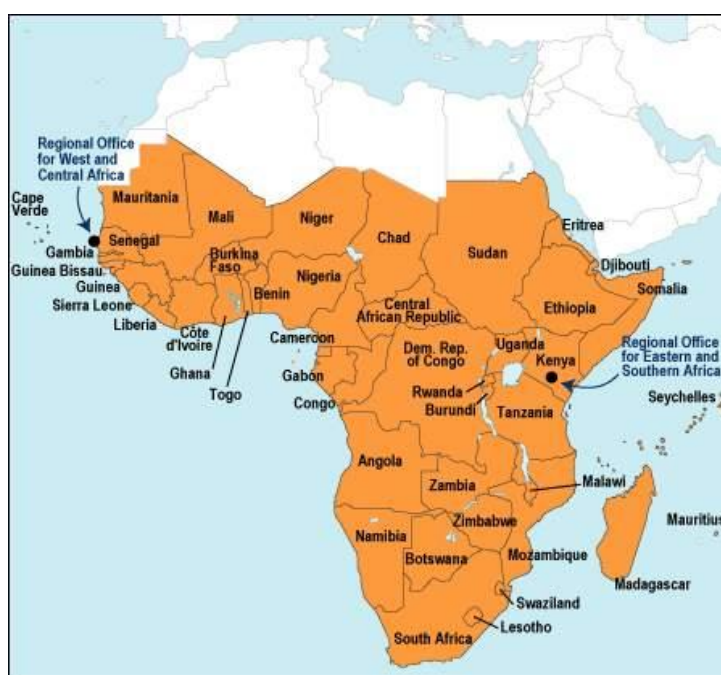 Regional Office
for West and
Central Africa
Cape
Verde
Mauritania
Mali
Niger
Chad
Sudan
Eritrea
Senegal
Gambia
Burkina
Faso
Djibouti
Guinea Bissau
Nigeria
Somalia
Guinea
Benin
Ethiopia
Sierra Leone
Central
African Republic
Liberia
Côte
d'Ivoire
Cameroon
Uganda
Dem. Rep.
of Congo
Kenya
Regional Office
for Eastern and
Southern Africa
Ghana
Gabon
Togo
Rwanda
Congo
Burundi
Tanzania
Seychelles
Angola
Zambia
Malawi
Zimbabwe
Mauritius
Namibia
Botswana
Mozambique
Madagascar
Swaziland
Lesotho
South Africa